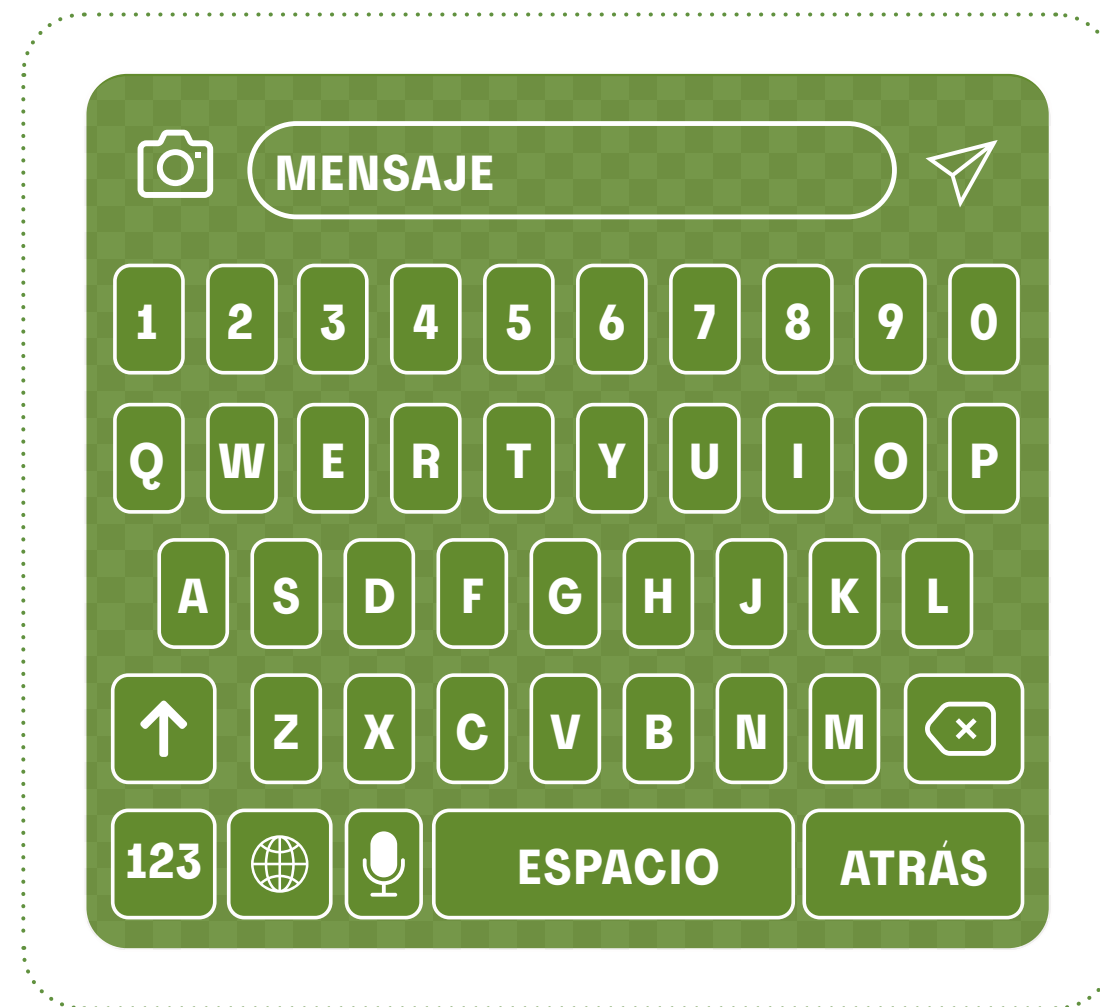 MENSAJE
1 2 3 4 5 6 7 8 9 0
Q W E R T Y U I O P
A S D F G H J K L
Z X C V B N M
123 ESPACIO ATRÁS